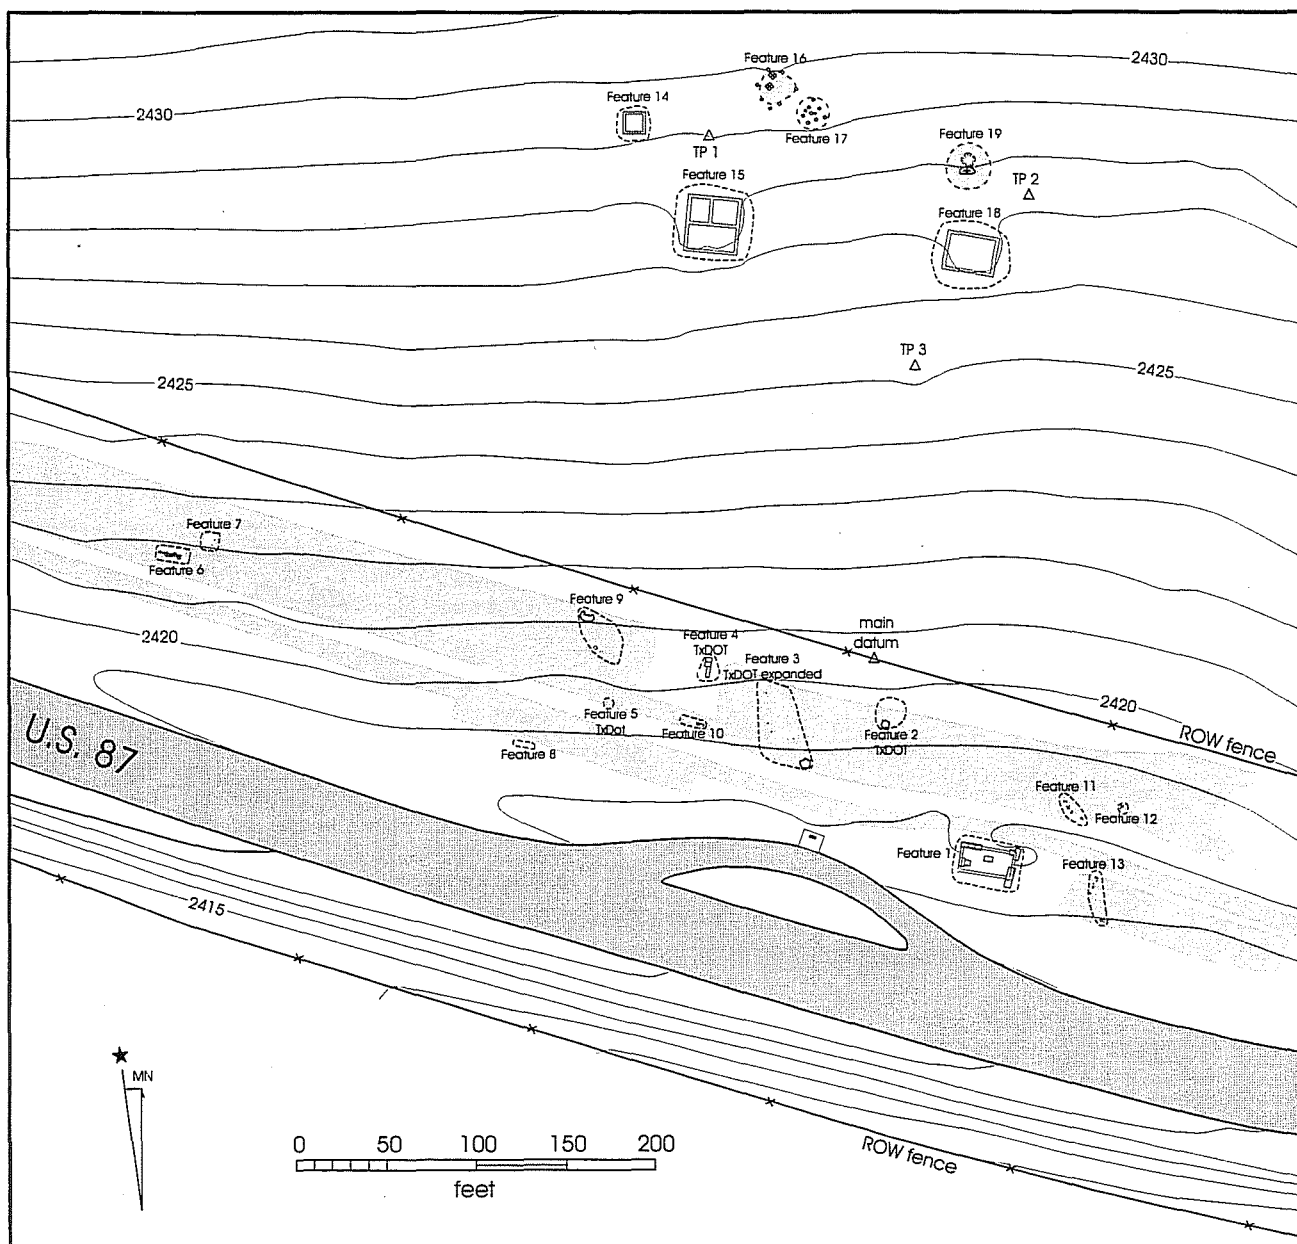 Feature 16
2430
Feature 14
2430
Feature 17
Feature 19
TP 1
Feature 15
TP 2
Feature 18
TP 3
2425
2425
Feature 7
Feature 6
Feature 9
main
datum
2420
Feature 4
TxDOT
Feature 3
TxDOT expanded
2420
Feature 5
TxDot
Feature 10
Feature 2
TxDOT
ROW fence
U.S. 87
Feature 8
Feature 11
Feature 12
Feature 1
Feature 13
2415
MN
0 50 100 150 200
feet
ROW fence